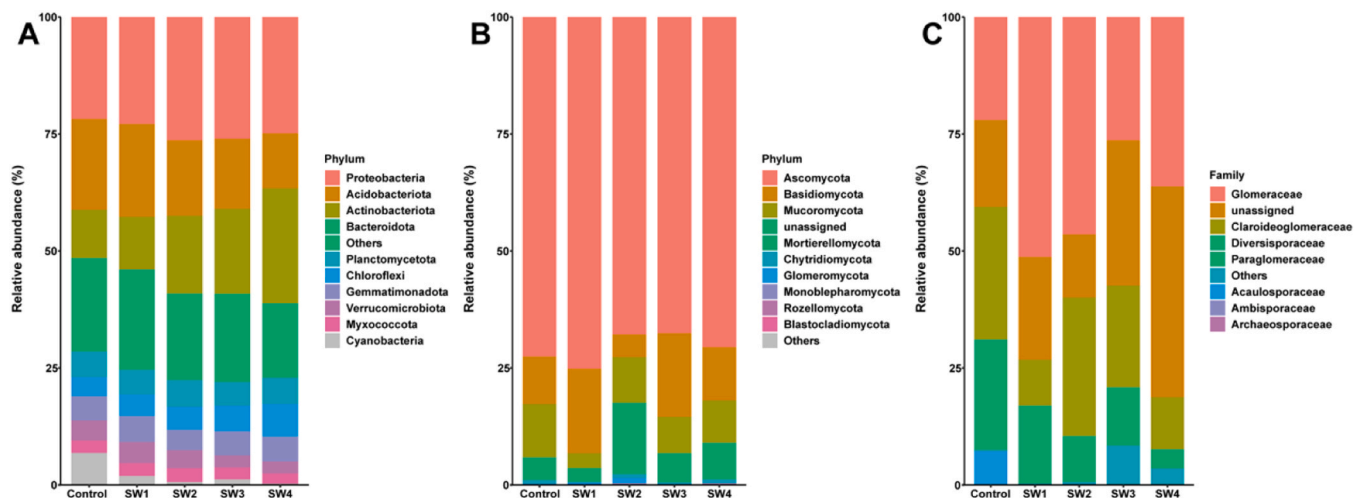 A
Relative abundance (%)
100
75
50
25
0
Control SW1 SW2 SW3 SW4
Phylum
Proteobacteria
Acidobacteriota
Actinobacteriota
Bacteroidota
Others
Planctomycetota
Chloroflexi
Gemmatimonadota
Verrucomicrobiota
Myxococcota
Cyanobacteria
B
Relative abundance (%)
100
75
50
25
0
Control SW1 SW2 SW3 SW4
Phylum
Ascomycota
Basidiomycota
Mucoromycota
unassigned
Mortierellomycota
Chytridiomycota
Glomeromycota
Monoblepharomycota
Rozellomycota
Blastocladiomycota
Others
C
Relative abundance (%)
100
75
50
25
0
Control SW1 SW2 SW3 SW4
Family
Glomeraceae
unassigned
Claroideoglomeraceae
Diversisporaceae
Paraglomeraceae
Others
Acaulosporaceae
Ambisporaceae
Archaeosporaceae